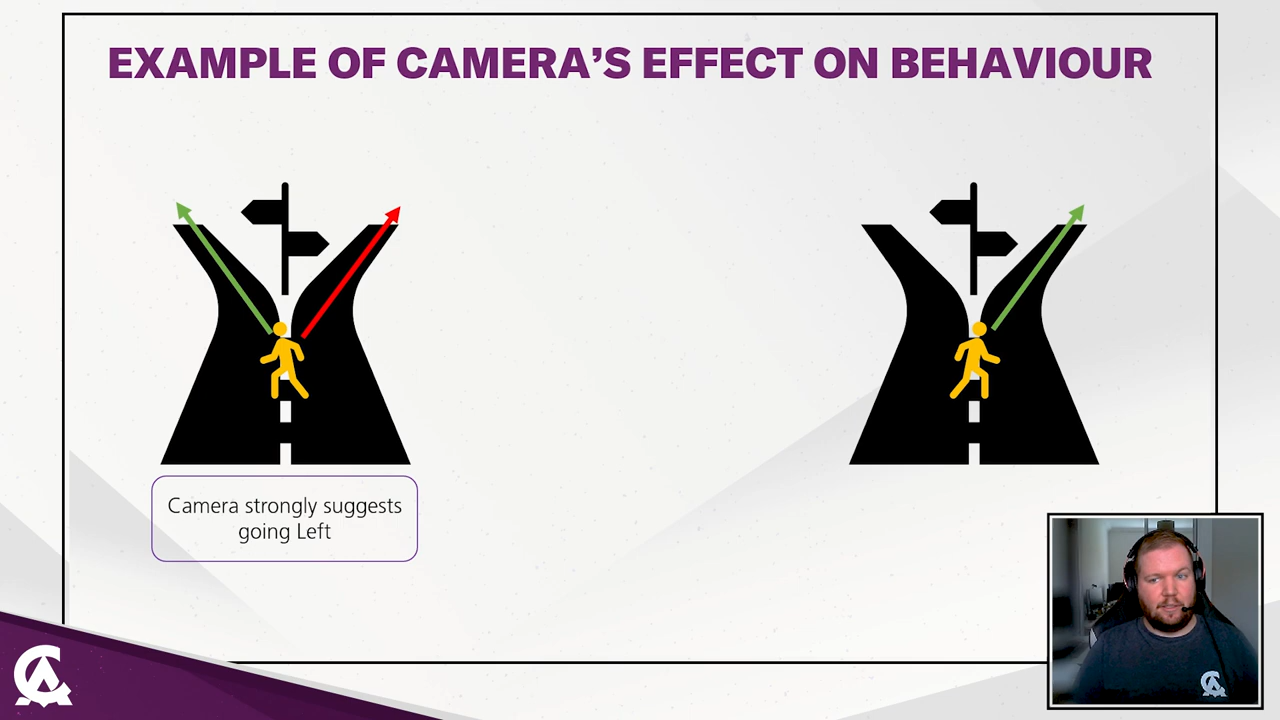 EXAMPLE OF CAMERA’S EFFECT ON BEHAVIOUR
Camera strongly suggests
going Left